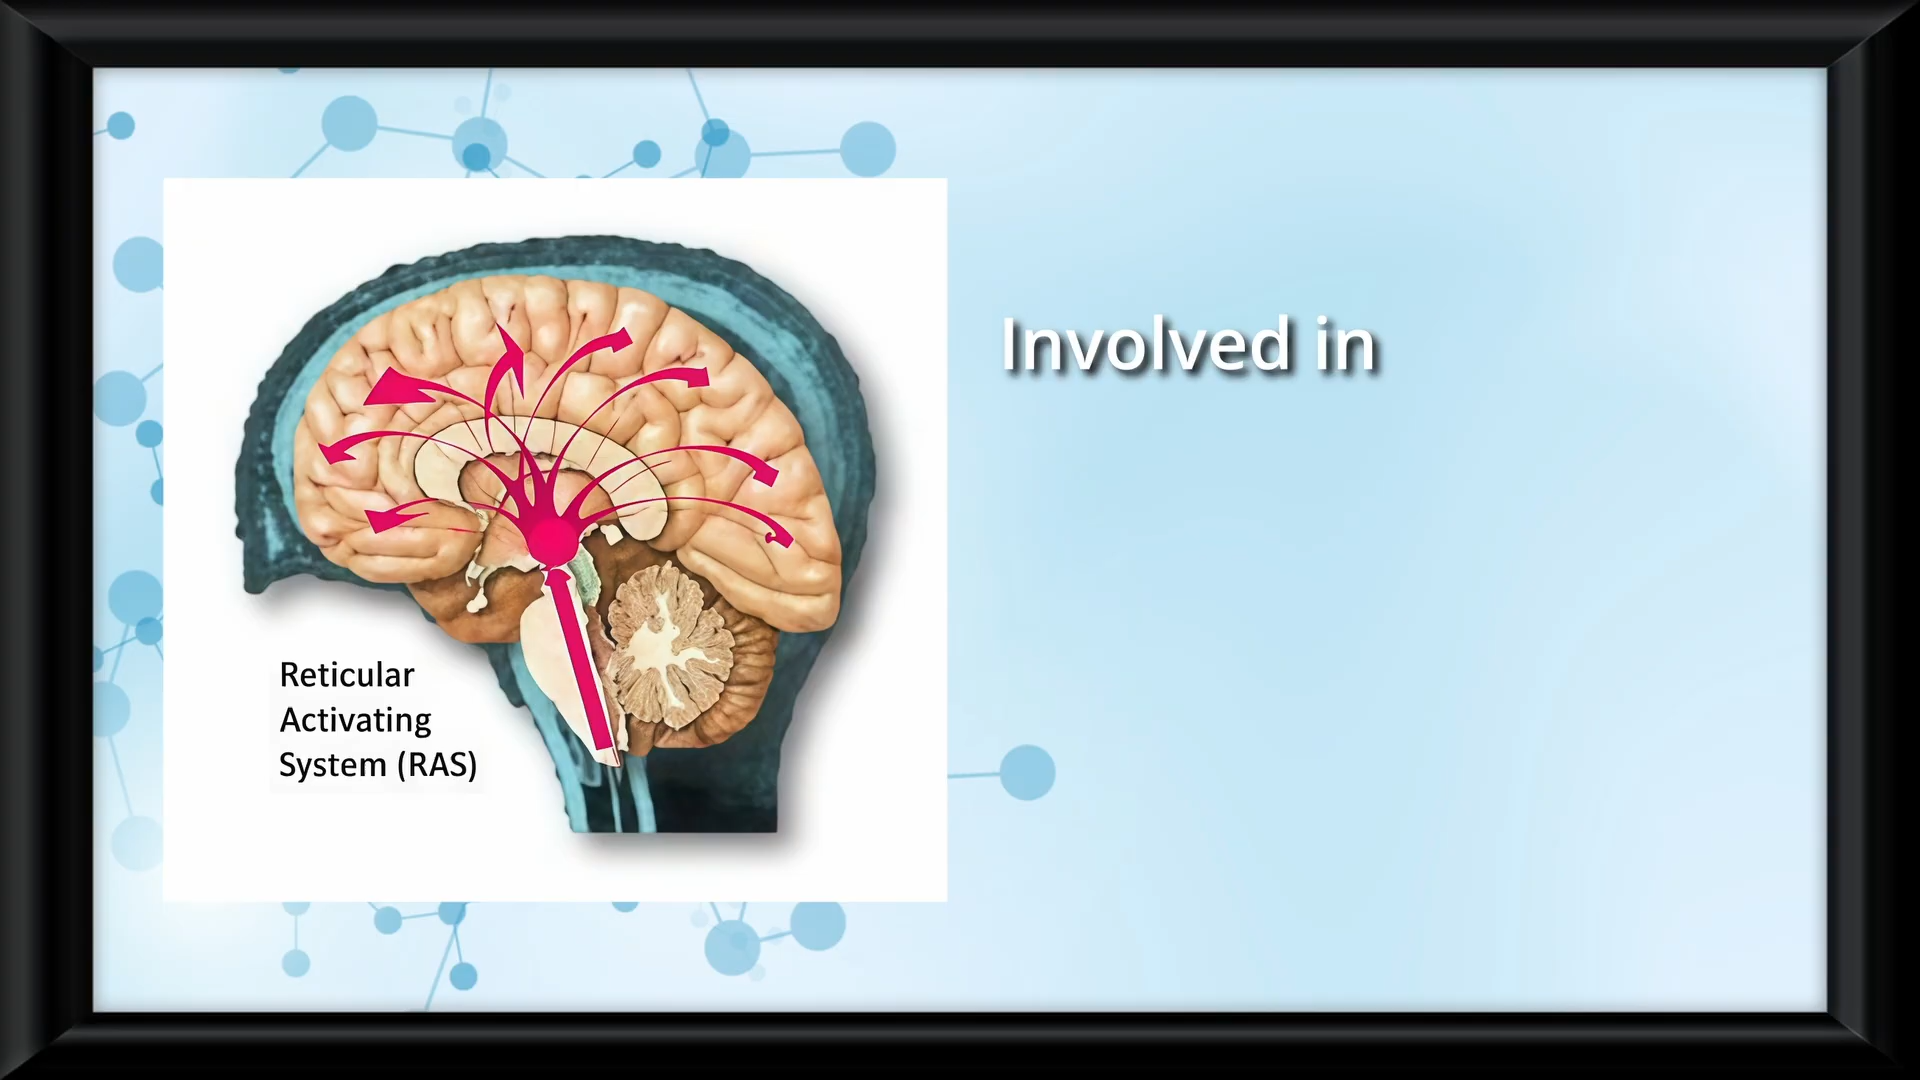 Involved in
Reticular
Activating
System (RAS)